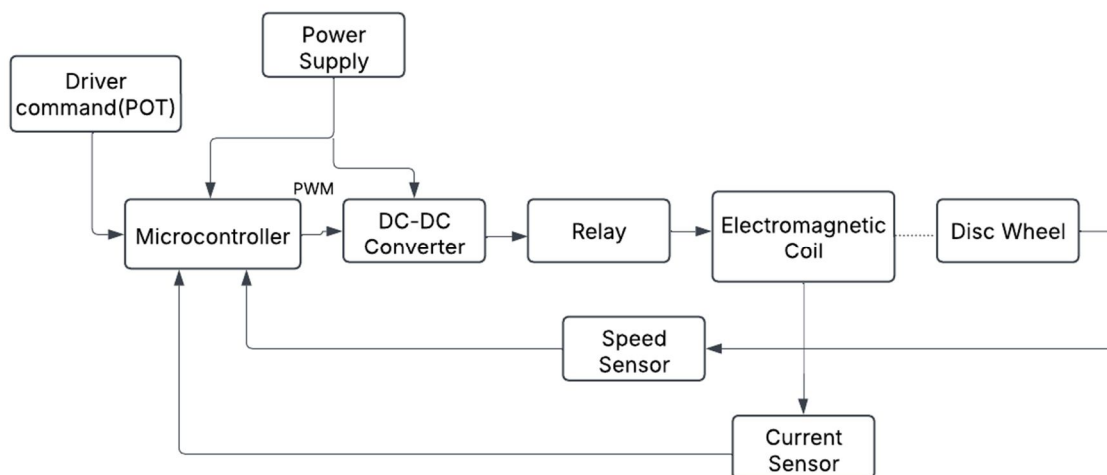 Power
Supply
Driver
command(POT)
PWM
Microcontroller
DC-DC
Converter
Relay
Electromagnetic
Coil
Disc Wheel
Speed
Sensor
Current
Sensor